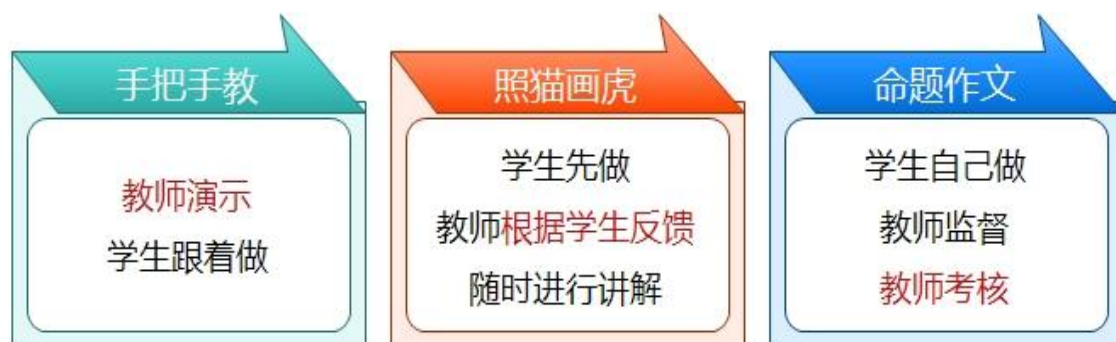 手把手教
教师演示
学生跟着做
照猫画虎
学生先做
教师根据学生反馈
随时进行讲解
命题作文
学生自己做
教师监督
教师考核